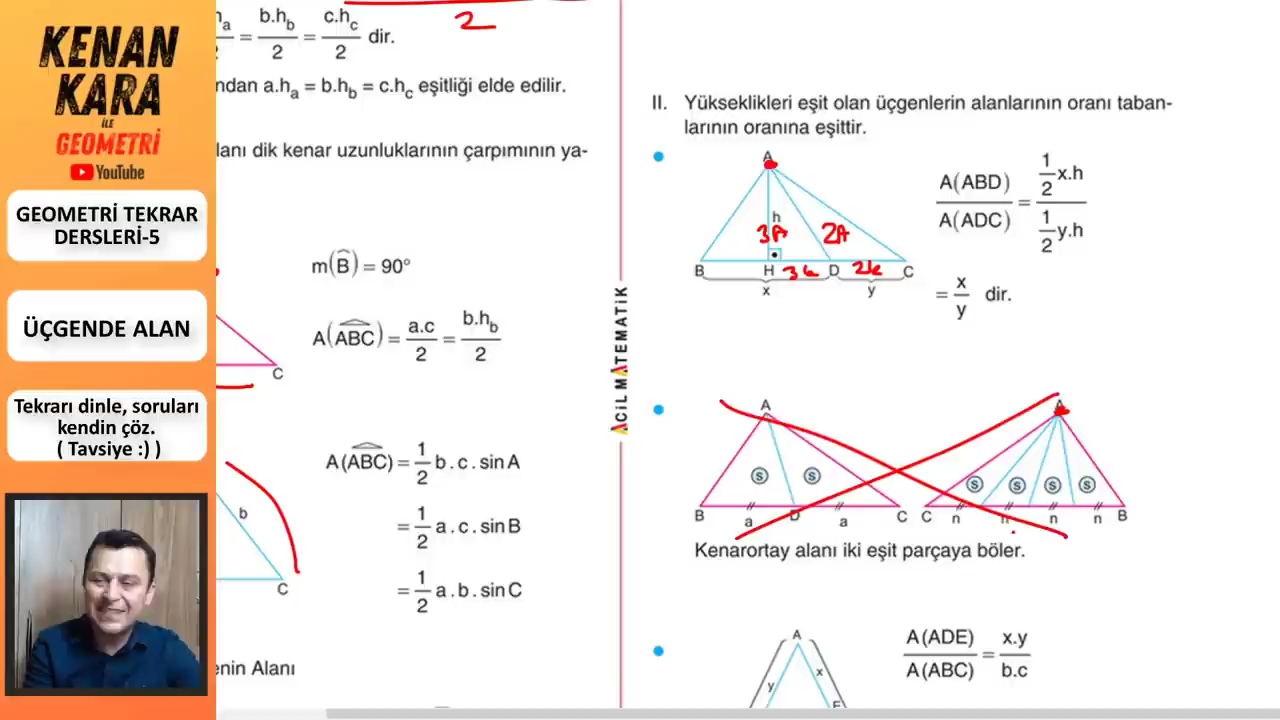 KENAN
KARA
İLE
GEOMETRİ
YouTube
GEOMETRİ TEKRAR
DERSLERİ-5
ÜÇGENDE ALAN
Tekrarı dinle, soruları
kendin çöz.
( Tavsiye :) )
2
hₐ/2 = b.h_b/2 = c.h_c/2 dir.
ndan a.hₐ = b.h_b = c.h_c eşitliği elde edilir.
lanı dik kenar uzunluklarının çarpımının ya-
m(B̂) = 90°
A(ABC) = a.c/2 = b.h_b/2
C
A(ABC) = 1/2 b . c . sinA
= 1/2 a . c . sinB
= 1/2 a . b . sinC
b
C
enin Alanı
ACİL MATEMATİK
II. Yükseklikleri eşit olan üçgenlerin alanlarının oranı taban-
larının oranına eşittir.
A
h
3A 2A
B H 3k D 2k C
x y
A(ABD)/A(ADC) = 1/2 x.h / 1/2 y.h
= x/y dir.
A A
S S S S S S
B D C C B
a a n n n n
Kenarortay alanı iki eşit parçaya böler.
A
y x
E
A(ADE)/A(ABC) = x.y/b.c